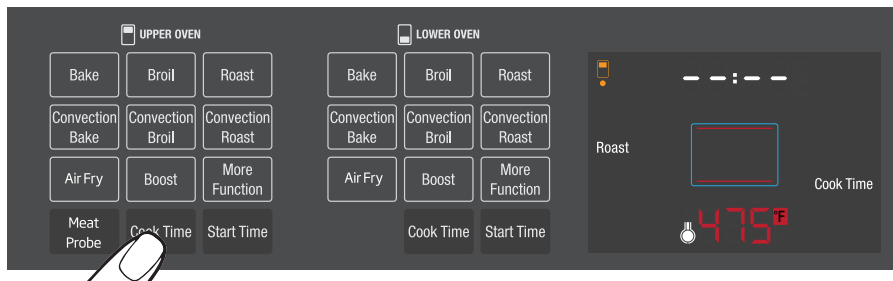 UPPER OVEN
Bake
Broil
Roast
Convection
Bake
Convection
Broil
Convection
Roast
Air Fry
Boost
More
Function
Meat
Probe
Cook Time
Start Time
LOWER OVEN
Bake
Broil
Roast
Convection
Bake
Convection
Broil
Convection
Roast
Air Fry
Boost
More
Function
Cook Time
Start Time
--:--
Roast
Cook Time
475°F